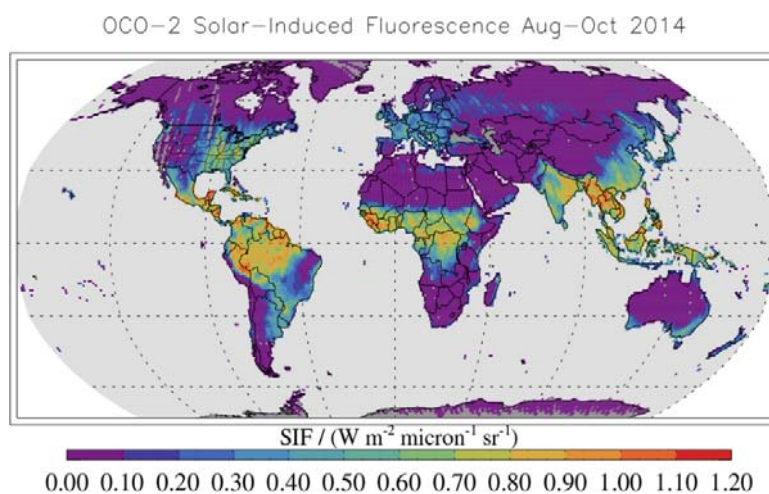 OCO-2 Solar-Induced Fluorescence Aug-Oct 2014
SIF / (W m⁻² micron⁻¹ sr⁻¹)
0.00 0.10 0.20 0.30 0.40 0.50 0.60 0.70 0.80 0.90 1.00 1.10 1.20